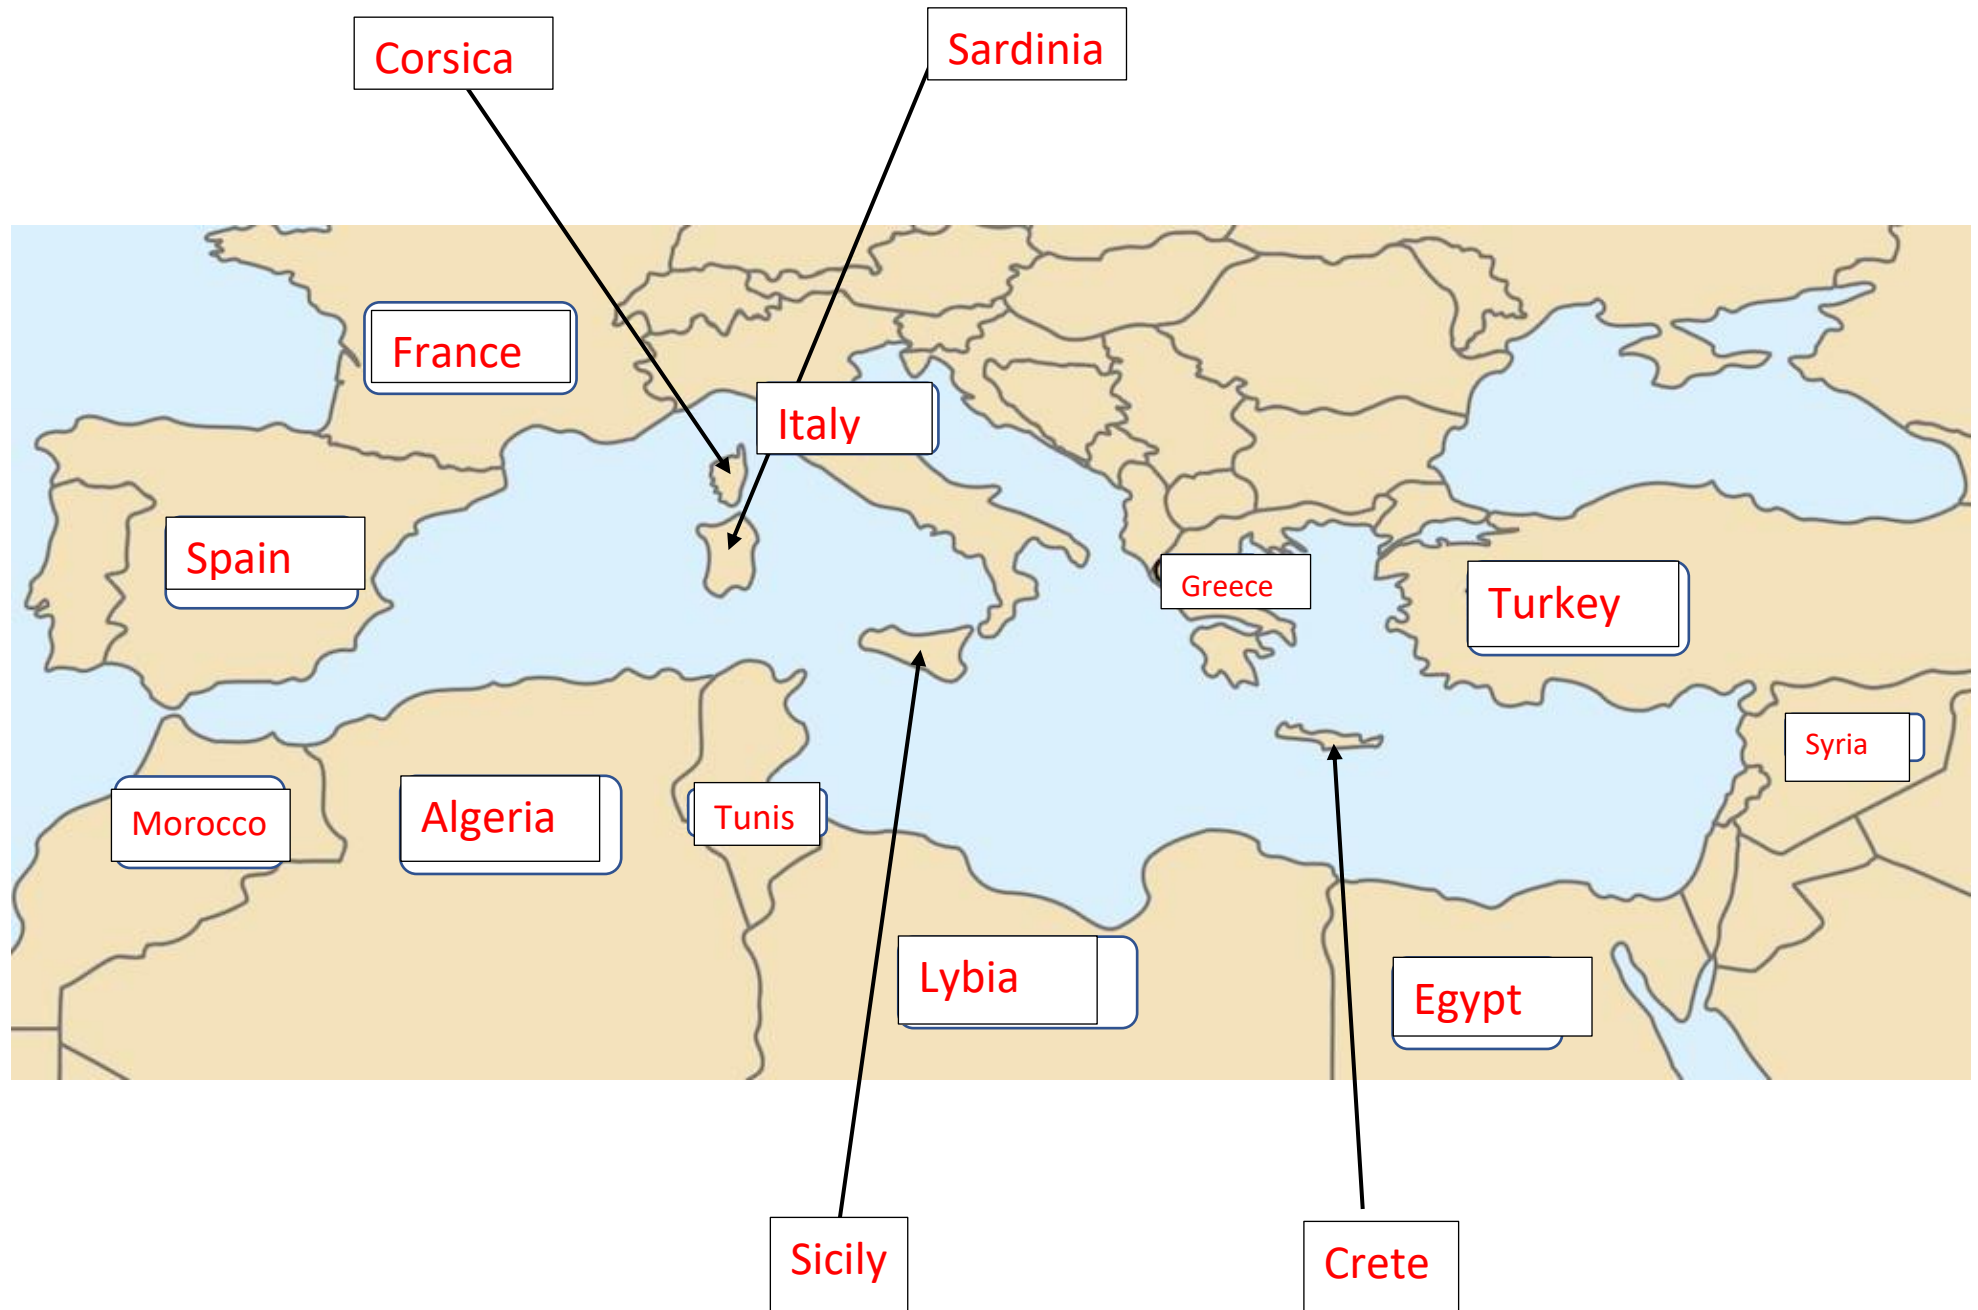 Corsica
Sardinia
France
Italy
Spain
Greece
Turkey
Syria
Morocco
Algeria
Tunis
Lybia
Egypt
Sicily
Crete